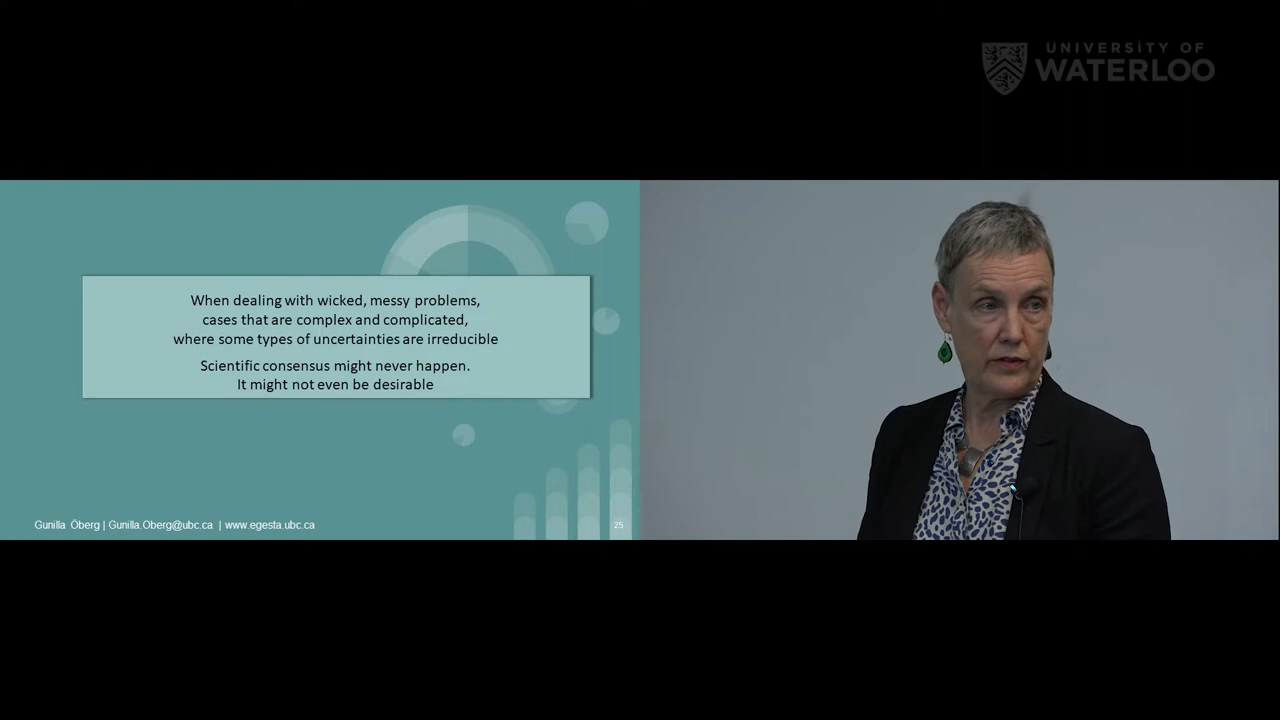 UNIVERSITY OF
WATERLOO
When dealing with wicked, messy problems,
cases that are complex and complicated,
where some types of uncertainties are irreducible
Scientific consensus might never happen.
It might not even be desirable
Gunilla Öberg | Gunilla.Oberg@ubc.ca | www.egesta.ubc.ca
25